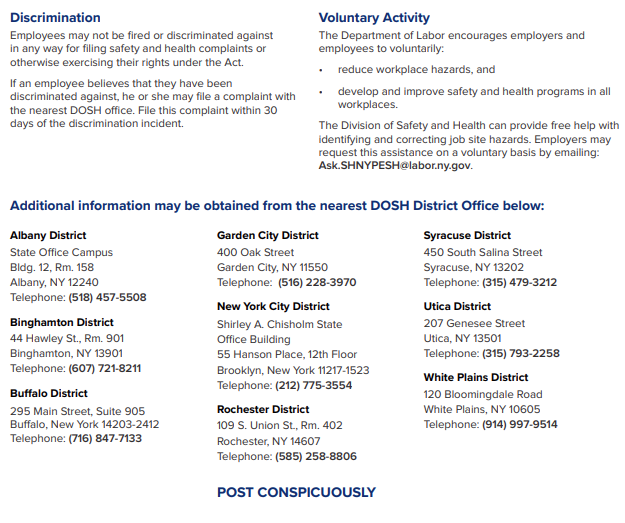 Discrimination
Employees may not be fired or discriminated against
in any way for filing safety and health complaints or
otherwise exercising their rights under the Act.
If an employee believes that they have been
discriminated against, he or she may file a complaint with
the nearest DOSH office. File this complaint within 30
days of the discrimination incident.
Voluntary Activity
The Department of Labor encourages employers and
employees to voluntarily:
• reduce workplace hazards, and
• develop and improve safety and health programs in all
workplaces.
The Division of Safety and Health can provide free help with
identifying and correcting job site hazards. Employers may
request this assistance on a voluntary basis by emailing:
Ask.SHNYPESH@labor.ny.gov.
Additional information may be obtained from the nearest DOSH District Office below:
Albany District
State Office Campus
Bldg. 12, Rm. 158
Albany, NY 12240
Telephone: (518) 457-5508
Binghamton District
44 Hawley St., Rm. 901
Binghamton, NY 13901
Telephone: (607) 721-8211
Buffalo District
295 Main Street, Suite 905
Buffalo, New York 14203-2412
Telephone: (716) 847-7133
Garden City District
400 Oak Street
Garden City, NY 11550
Telephone: (516) 228-3970
New York City District
Shirley A. Chisholm State
Office Building
55 Hanson Place, 12th Floor
Brooklyn, New York 11217-1523
Telephone: (212) 775-3554
Rochester District
109 S. Union St., Rm. 402
Rochester, NY 14607
Telephone: (585) 258-8806
Syracuse District
450 South Salina Street
Syracuse, NY 13202
Telephone: (315) 479-3212
Utica District
207 Genesee Street
Utica, NY 13501
Telephone: (315) 793-2258
White Plains District
120 Bloomingdale Road
White Plains, NY 10605
Telephone: (914) 997-9514
POST CONSPICUOUSLY